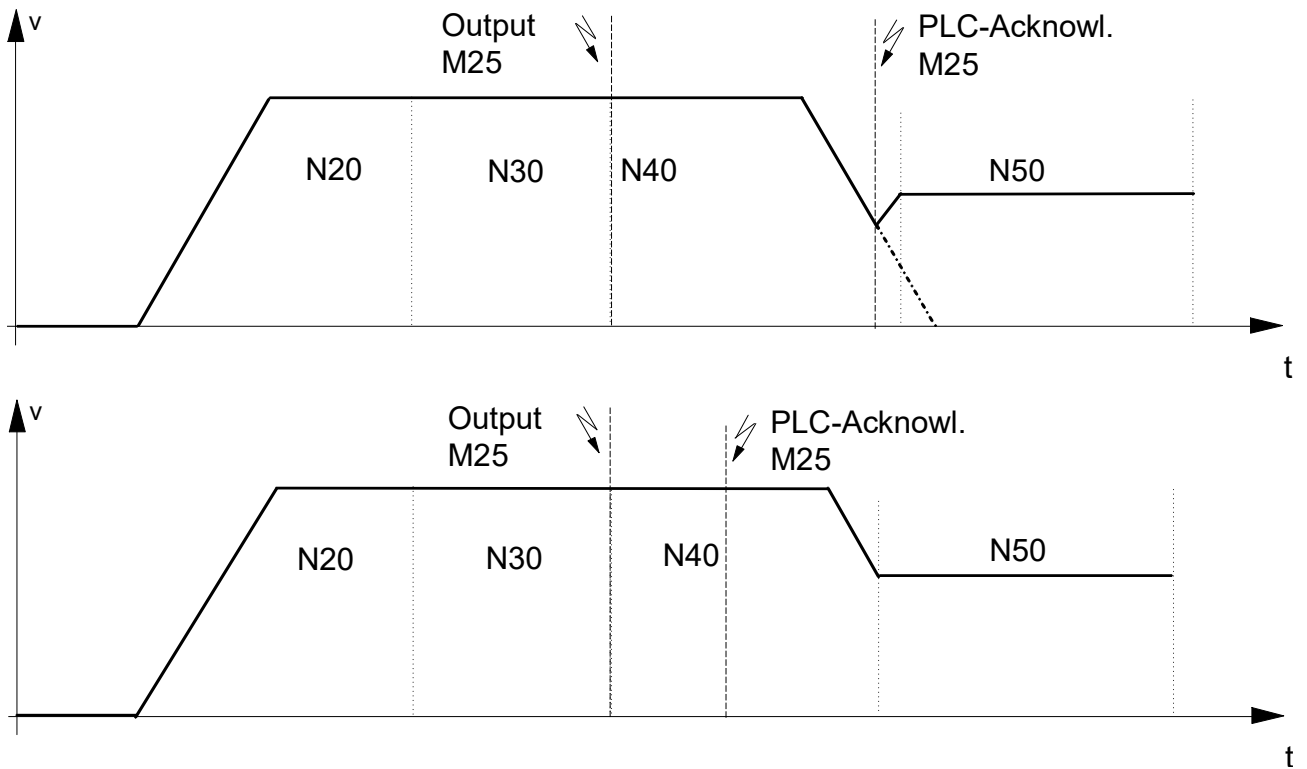 v
Output
M25
PLC-Acknowl.
M25
N20
N30
N40
N50
t
v
Output
M25
PLC-Acknowl.
M25
N20
N30
N40
N50
t